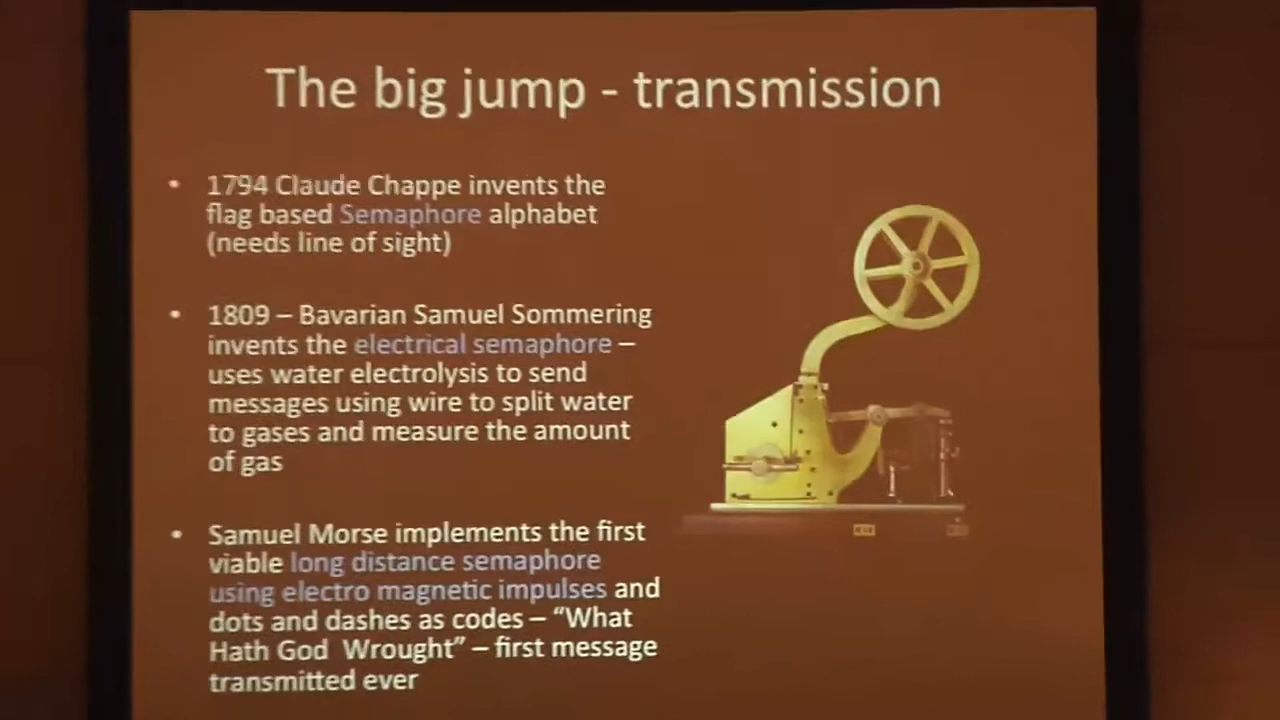 The big jump - transmission
• 1794 Claude Chappe invents the
flag based Semaphore alphabet
(needs line of sight)
• 1809 – Bavarian Samuel Sommering
invents the electrical semaphore –
uses water electrolysis to send
messages using wire to split water
to gases and measure the amount
of gas
• Samuel Morse implements the first
viable long distance semaphore
using electro magnetic impulses and
dots and dashes as codes – “What
Hath God Wrought” – first message
transmitted ever